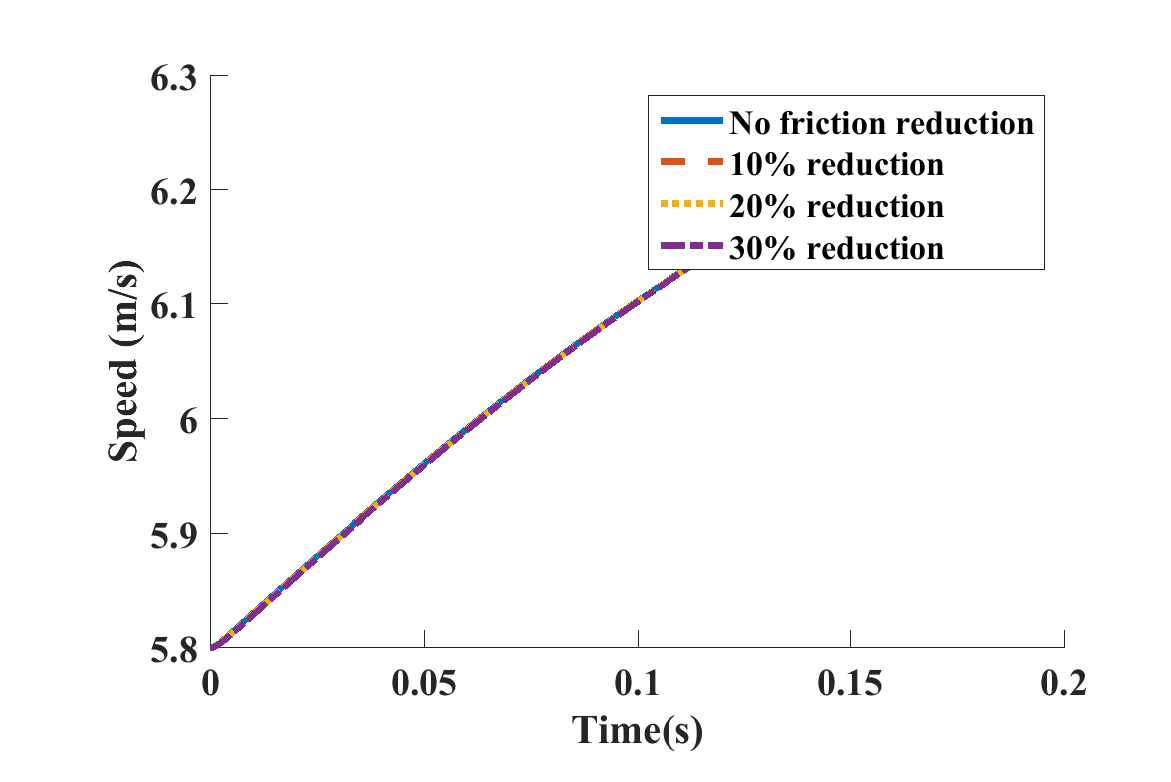 6.3
6.2
6.1
6
5.9
5.8
Speed (m/s)
No friction reduction
10% reduction
20% reduction
30% reduction
0
0.05
0.1
0.15
0.2
Time(s)